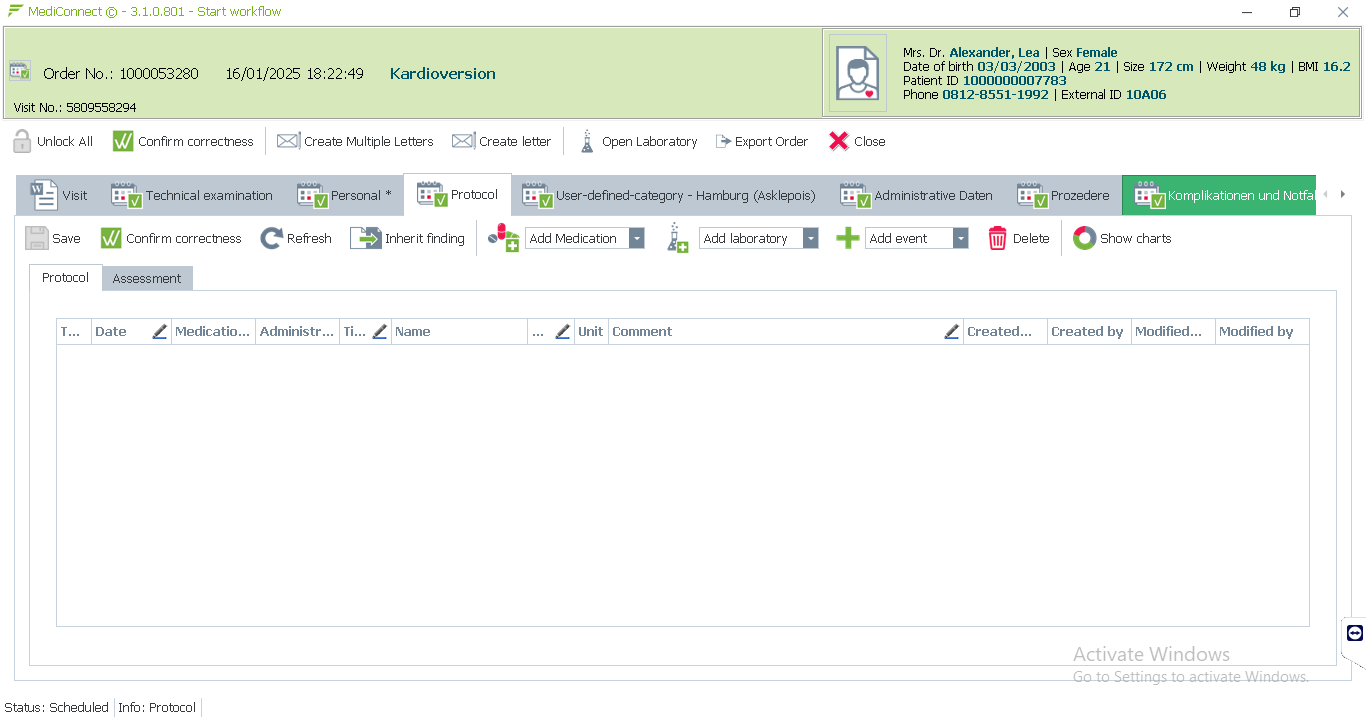 MediConnect © - 3.1.0.801 - Start workflow
Order No.: 1000053280 16/01/2025 18:22:49 Kardioversion
Visit No.: 5809558294
Mrs. Dr. Alexander, Lea | Sex Female
Date of birth 03/03/2003 | Age 21 | Size 172 cm | Weight 48 kg | BMI 16.2
Patient ID 1000000007783
Phone 0812-8551-1992 | External ID 10A06
Unlock All Confirm correctness Create Multiple Letters Create letter Open Laboratory Export Order Close
Visit Technical examination Personal * Protocol User-defined-category - Hamburg (Asklepois) Administrative Daten Prozedere Komplikationen und Notfal
Save Confirm correctness Refresh Inherit finding Add Medication Add laboratory Add event Delete Show charts
Protocol Assessment
T... Date Medicatio... Administr... Ti... Name ... Unit Comment Created... Created by Modified... Modified by
Activate Windows
Go to Settings to activate Windows.
Status: Scheduled Info: Protocol